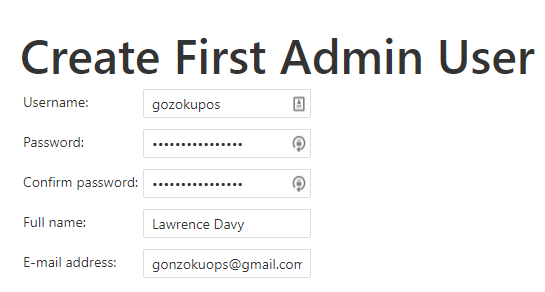 Create First Admin User
Username: gozokupos
Password: ••••••••••••••••
Confirm password: ••••••••••••••••
Full name: Lawrence Davy
E-mail address: gonzokuops@gmail.com